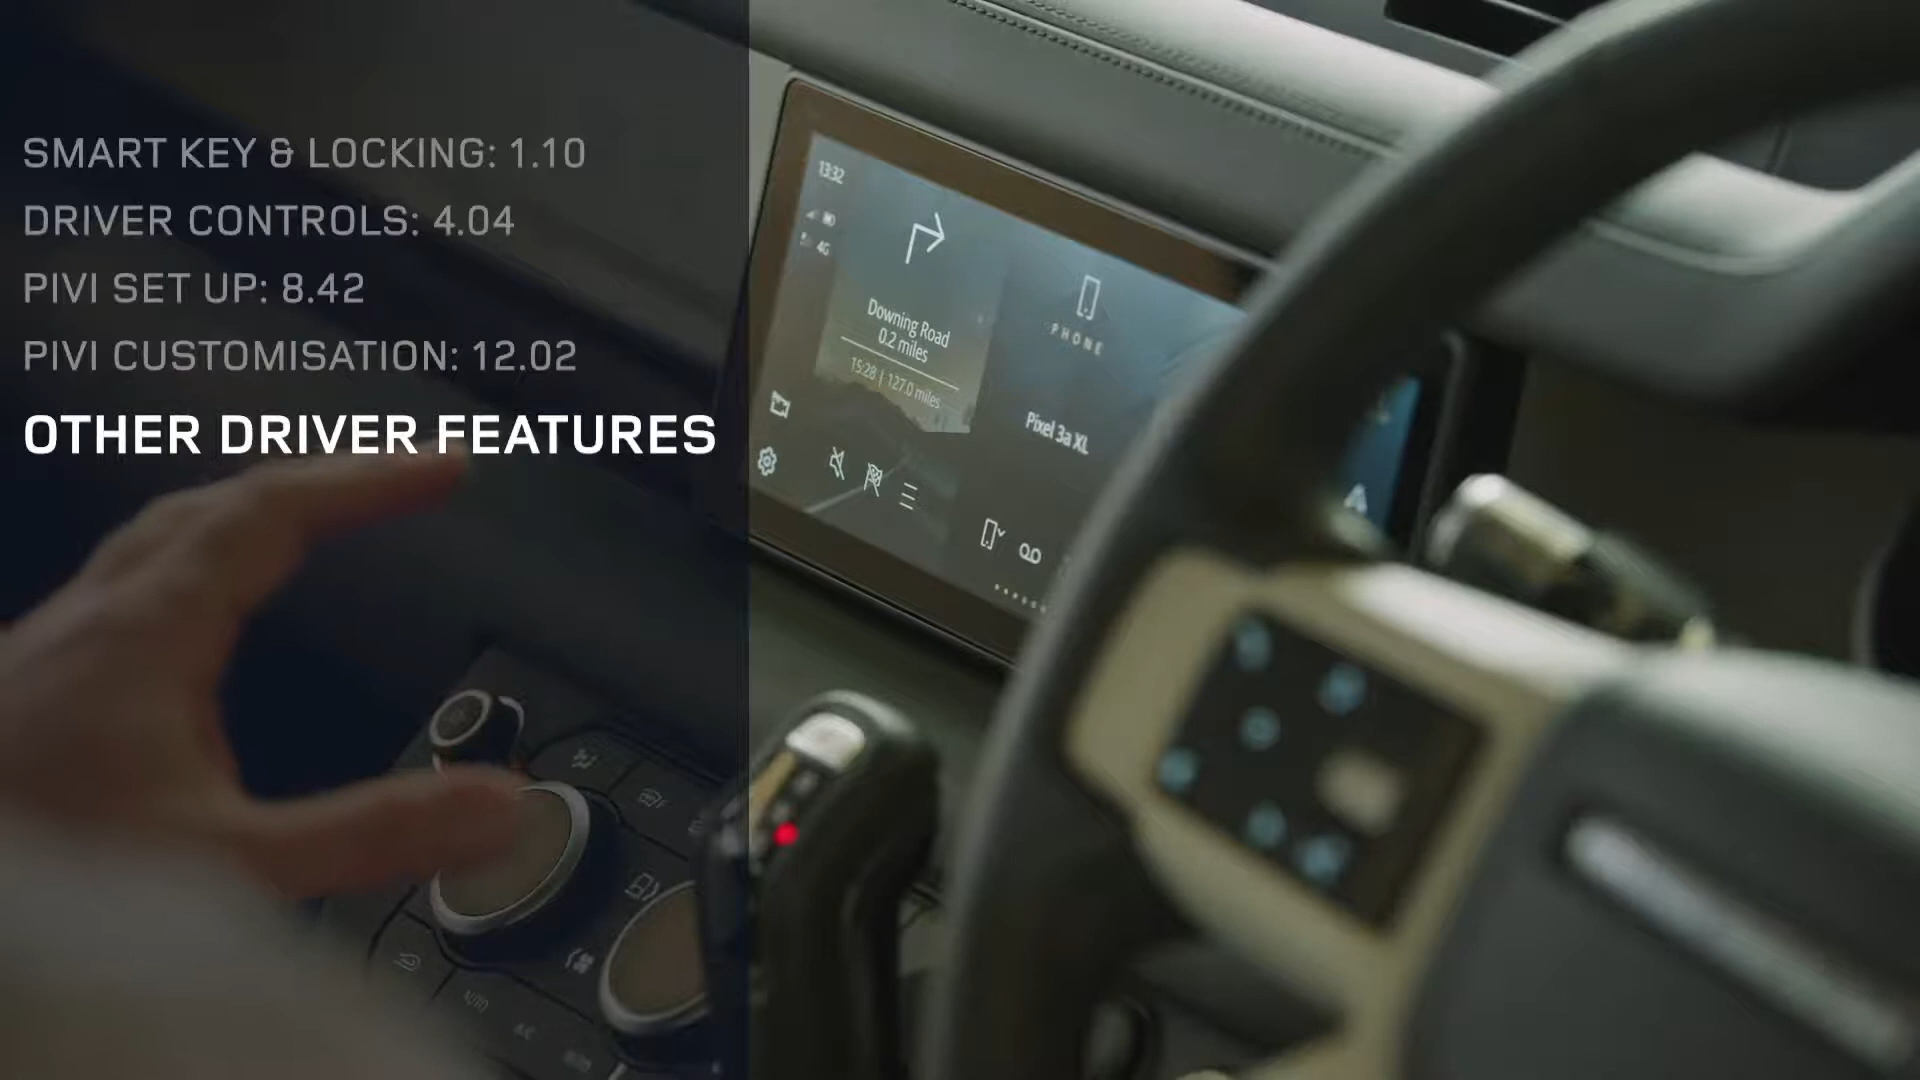 SMART KEY & LOCKING: 1.10
DRIVER CONTROLS: 4.04
PIVI SET UP: 8.42
PIVI CUSTOMISATION: 12.02
OTHER DRIVER FEATURES
13:32
4G
Downing Road
0.2 miles
15:28 | 127.0 miles
PHONE
Pixel 3a XL
AUTO
A/C